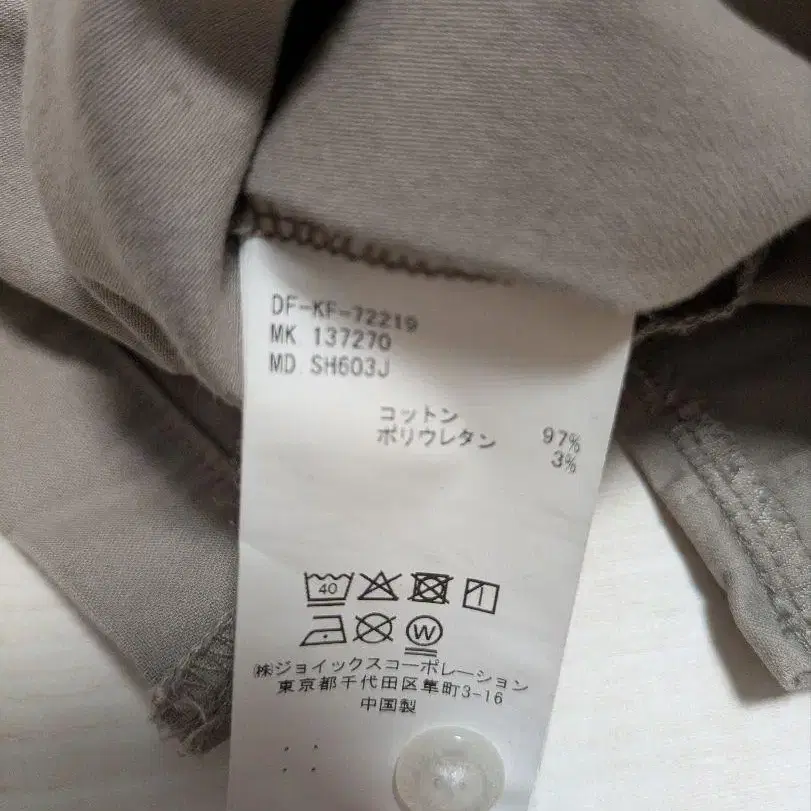 DF-KF-72219
MK 137270
MD SH603J
コットン 97%
ポリウレタン 3%
40
W
㈱ジョイックスコーポレーション
東京都千代田区隼町3-16
中国製